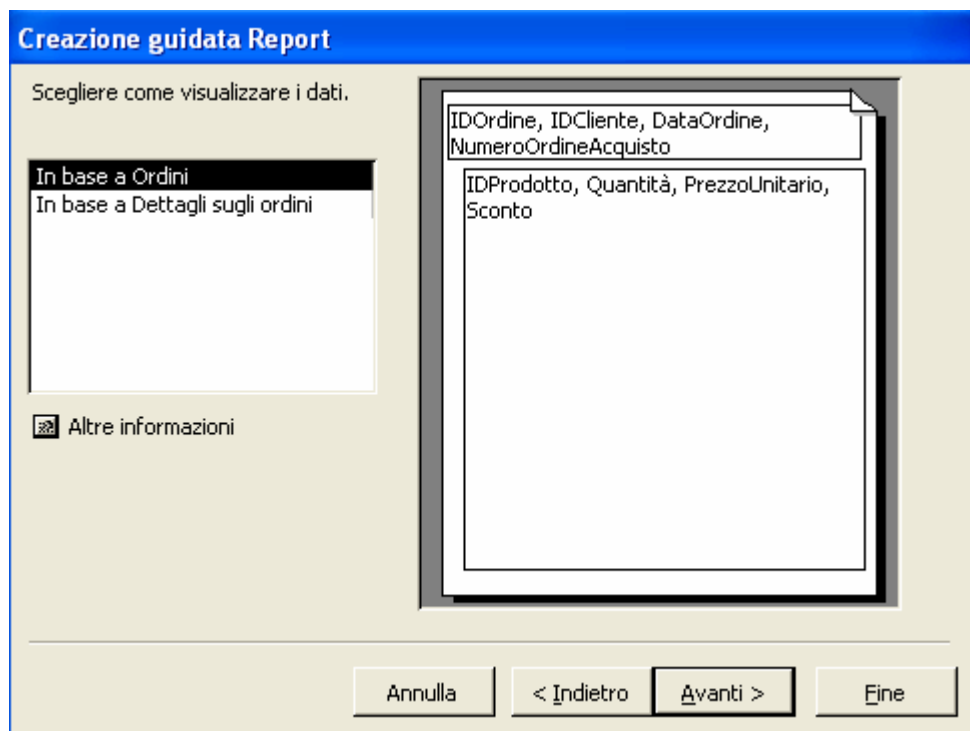 Creazione guidata Report
Scegliere come visualizzare i dati.
In base a Ordini
In base a Dettagli sugli ordini
Altre informazioni
IDOrdine, IDCliente, DataOrdine,
NumeroOrdineAcquisto
IDProdotto, Quantità, PrezzoUnitario,
Sconto
Annulla
< Indietro
Avanti >
Fine